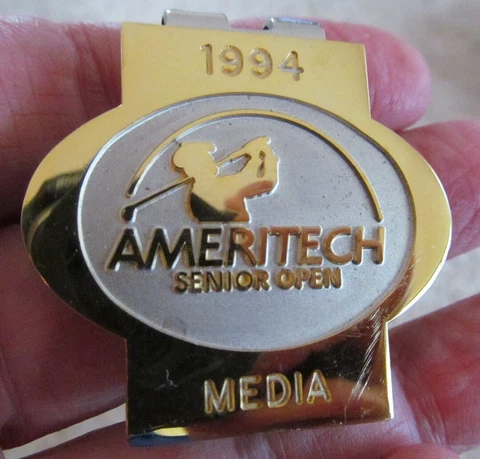 1994
AMERITECH
SENIOR OPEN
MEDIA